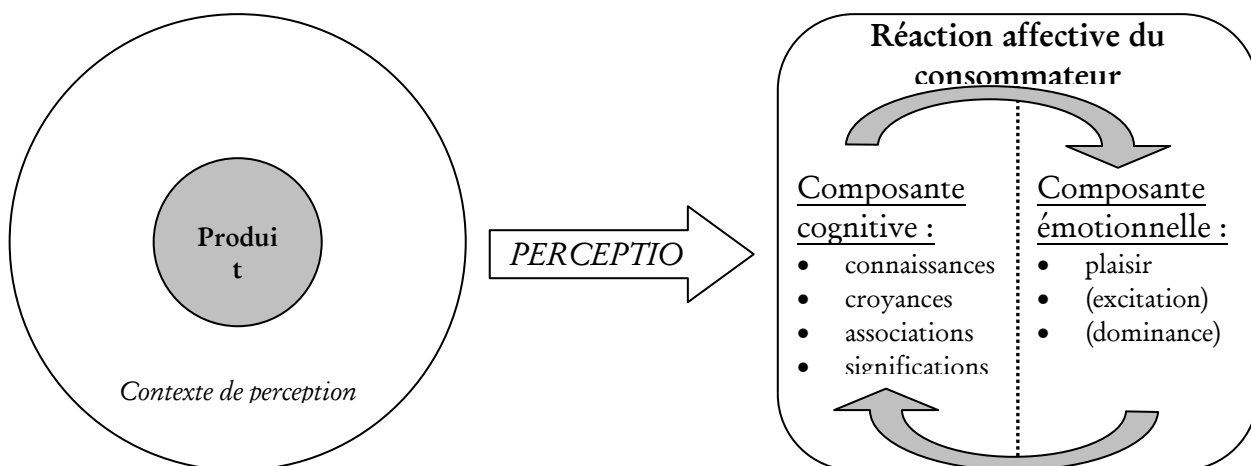 Produi
t
Contexte de perception
PERCEPTIO
Réaction affective du
consommateur
Composante
cognitive :
• connaissances
• croyances
• associations
• significations
Composante
émotionnelle :
• plaisir
• (excitation)
• (dominance)